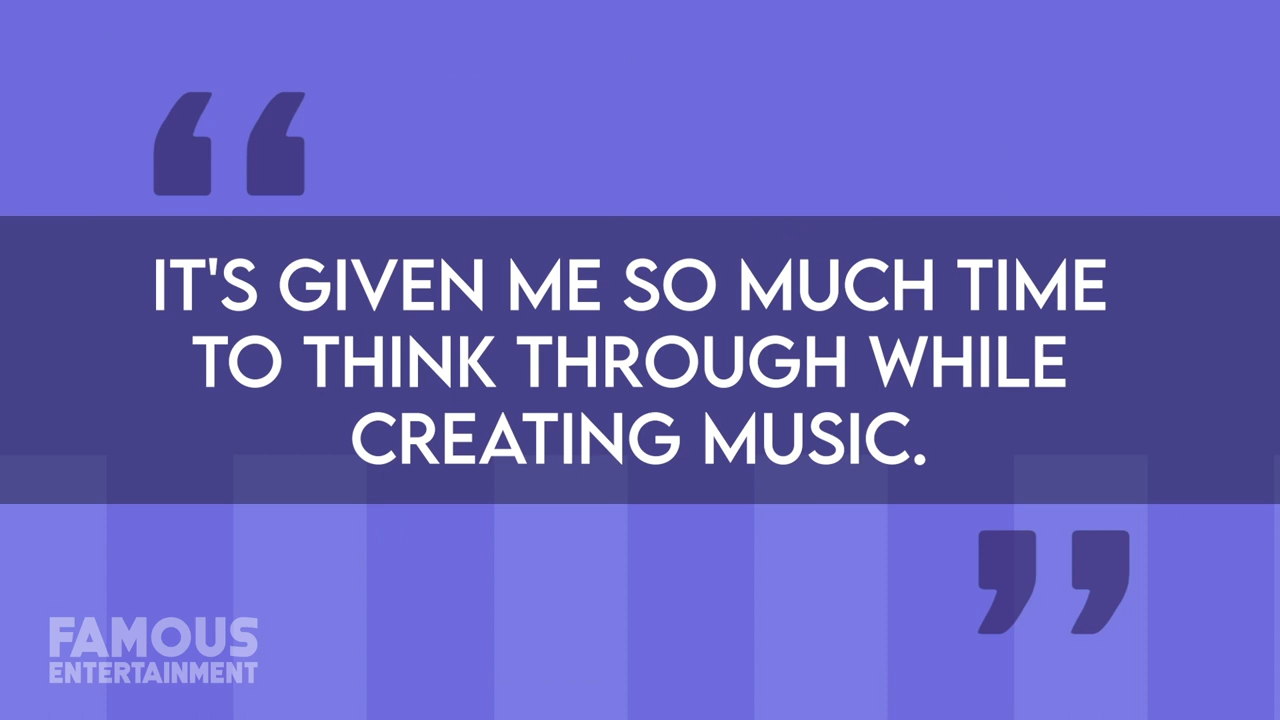 “
IT'S GIVEN ME SO MUCH TIME
TO THINK THROUGH WHILE
CREATING MUSIC.
”
FAMOUS
ENTERTAINMENT